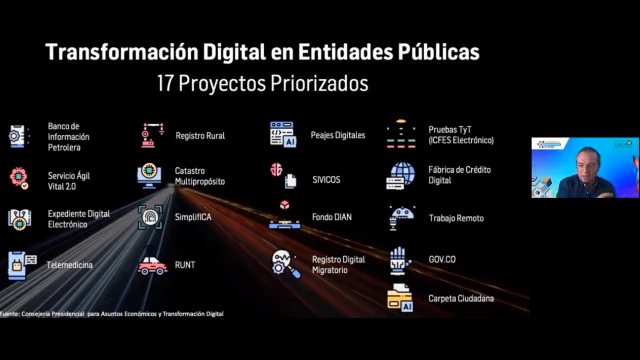 Transformación Digital en Entidades Públicas
17 Proyectos Priorizados
Banco de
Información
Petrolera
Registro Rural
Peajes Digitales
Pruebas TyT
(ICFES Electrónico)
Servicio Ágil
Vital 2.0
Catastro
Multipropósito
SIVICOS
Fábrica de Crédito
Digital
Expediente Digital
Electrónico
SimplifICA
Fondo DIAN
Trabajo Remoto
Telemedicina
RUNT
Registro Digital
Migratorio
GOV.CO
Carpeta Ciudadana
AI
AI
Fuente: Consejería Presidencial para Asuntos Económicos y Transformación Digital